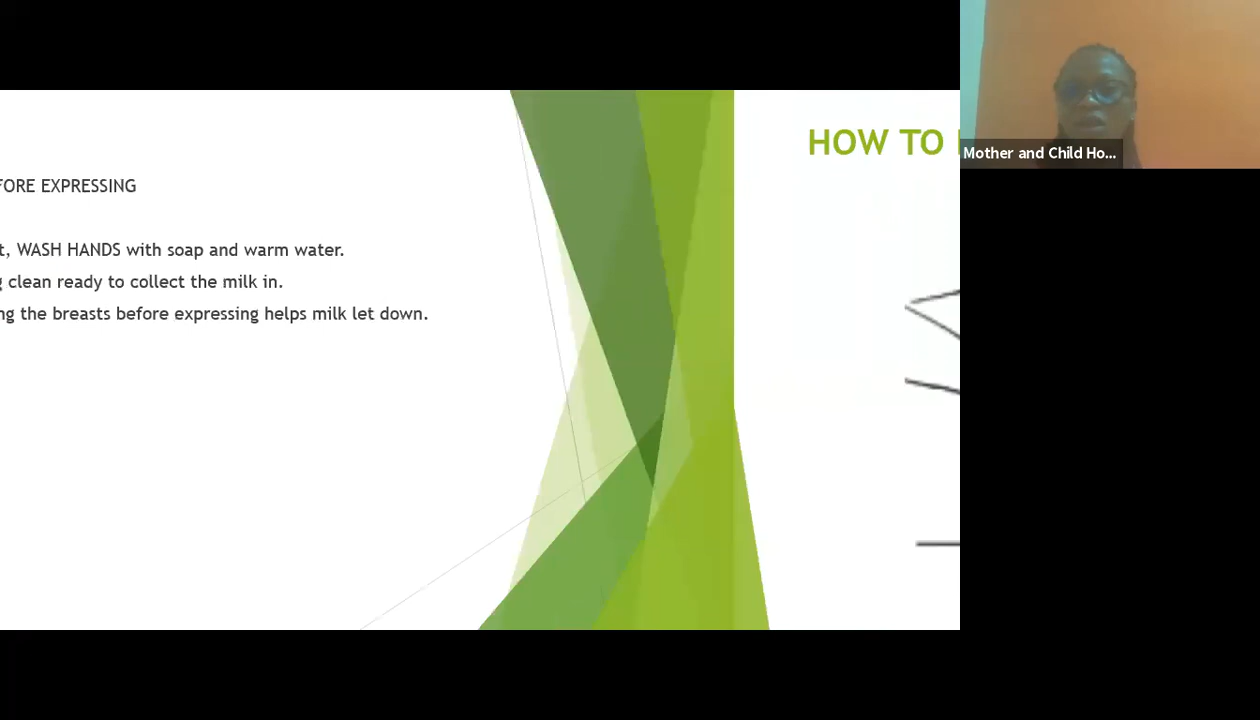 FORE EXPRESSING
t, WASH HANDS with soap and warm water.
g clean ready to collect the milk in.
ng the breasts before expressing helps milk let down.
HOW TO
Mother and Child Ho...